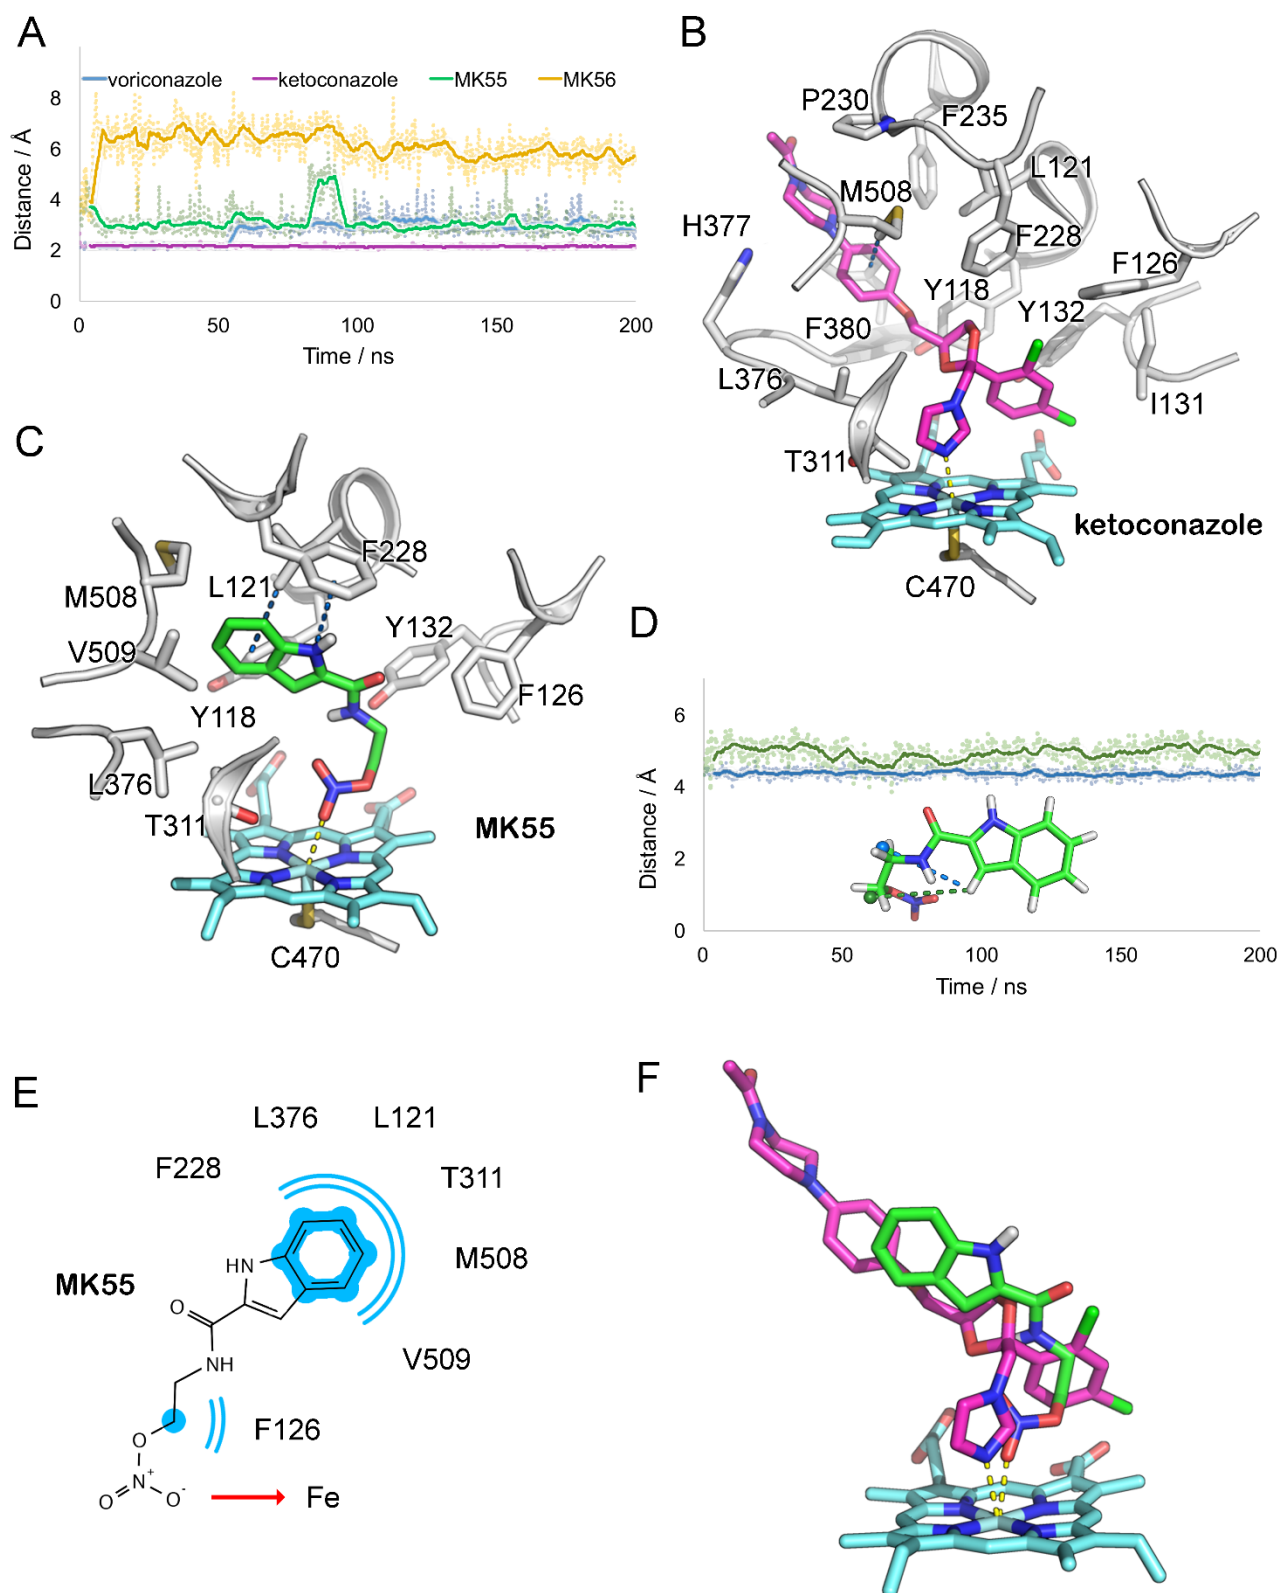 A
voriconazole ketoconazole MK55 MK56
8
6
4
2
0
Distance / Å
0 50 100 150 200
Time / ns
B
P230
F235
L121
M508
H377
F228
F126
Y118
Y132
F380
L376
I131
T311
ketoconazole
C470
C
F228
M508
L121
Y132
V509
F126
Y118
L376
T311
MK55
C470
D
6
4
2
0
Distance / Å
0 50 100 150 200
Time / ns
E
L376 L121
F228
T311
HN
M508
MK55
O
NH
V509
F126
O
N+
O O-
Fe
F